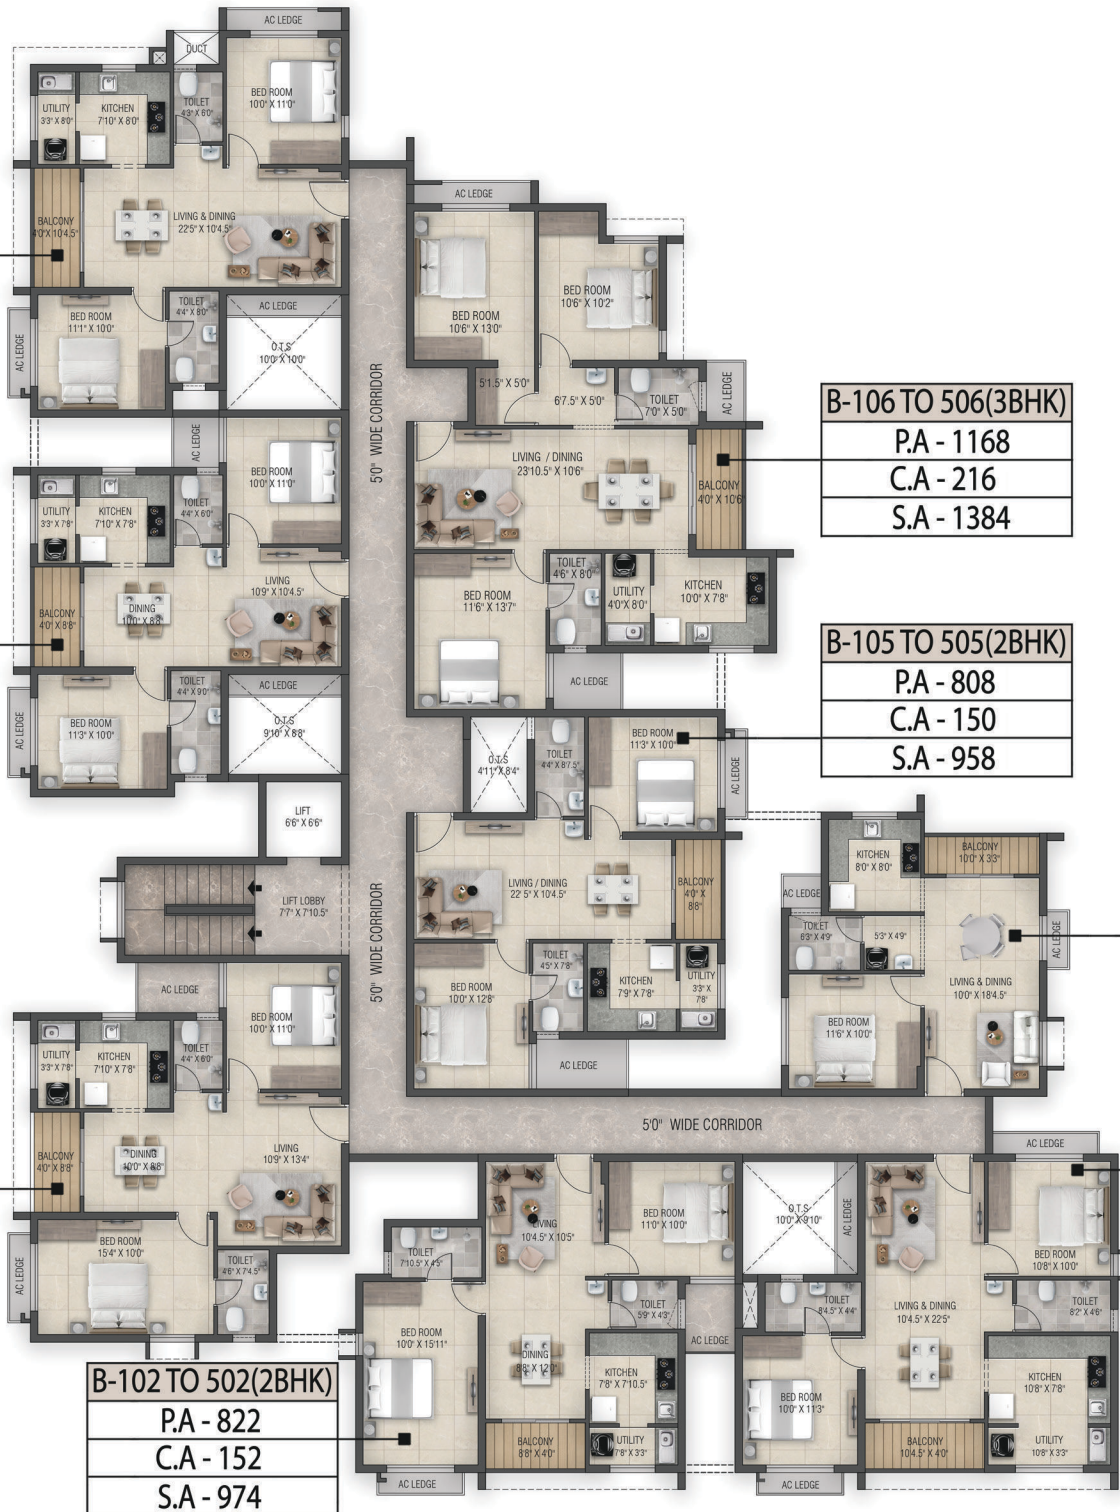 AC LEDGE
DUCT
BED ROOM
10'0" X 11'0"
TOILET
4'3" X 6'0"
UTILITY
3'3" X 8'0"
KITCHEN
7'10" X 8'0"
BALCONY
4'0" X 10'4.5"
LIVING & DINING
22'5" X 10'4.5"
BED ROOM
11'1" X 10'0"
TOILET
4'4" X 8'0"
AC LEDGE
O.T.S
10'0" X 10'0"
AC LEDGE
AC LEDGE
BED ROOM
10'0" X 11'0"
UTILITY
3'3" X 7'8"
KITCHEN
7'10" X 7'8"
TOILET
4'4" X 6'0"
BALCONY
4'0" X 8'8"
DINING
10'0" X 8'8"
LIVING
10'9" X 10'4.5"
BED ROOM
11'3" X 10'0"
TOILET
4'4" X 9'0"
AC LEDGE
O.T.S
9'10" X 8'8"
AC LEDGE
LIFT
6'6" X 6'6"
LIFT LOBBY
7'7" X 7'10.5"
5'0" WIDE CORRIDOR
5'0" WIDE CORRIDOR
AC LEDGE
BED ROOM
10'6" X 13'0"
BED ROOM
10'6" X 10'2"
5'1.5" X 5'0"
6'7.5" X 5'0"
TOILET
7'0" X 5'0"
AC LEDGE
LIVING / DINING
23'10.5" X 10'6"
BALCONY
4'0" X 10'6"
BED ROOM
11'6" X 13'7"
TOILET
4'6" X 8'0"
UTILITY
4'0" X 8'0"
KITCHEN
10'0" X 7'8"
AC LEDGE
B-106 TO 506(3BHK)
P.A - 1168
C.A - 216
S.A - 1384
B-105 TO 505(2BHK)
P.A - 808
C.A - 150
S.A - 958
O.T.S
4'11" X 8'4"
TOILET
4'4" X 8'7.5"
BED ROOM
11'3" X 10'0"
AC LEDGE
LIVING / DINING
22'5" X 10'4.5"
BALCONY
4'0" X
8'8"
BED ROOM
10'0" X 12'8"
TOILET
4'5" X 7'8"
KITCHEN
7'9" X 7'8"
UTILITY
3'3" X
7'8"
AC LEDGE
KITCHEN
8'0" X 8'0"
BALCONY
10'0" X 3'3"
AC LEDGE
TOILET
6'3" X 4'9"
5'3" X 4'9"
AC LEDGE
LIVING & DINING
10'0" X 18'4.5"
BED ROOM
11'6" X 10'0"
AC LEDGE
BED ROOM
10'0" X 11'0"
UTILITY
3'3" X 7'8"
KITCHEN
7'10" X 7'8"
TOILET
4'4" X 6'0"
BALCONY
4'0" X 8'8"
DINING
10'0" X 8'8"
LIVING
10'9" X 13'4"
BED ROOM
15'4" X 10'0"
TOILET
4'6" X 7'4.5"
AC LEDGE
5'0" WIDE CORRIDOR
TOILET
7'10.5" X 4'5"
LIVING
10'4.5" X 10'5"
BED ROOM
11'0" X 10'0"
O.T.S
10'0" X 9'10"
AC LEDGE
BED ROOM
10'0" X 15'11"
TOILET
5'9" X 4'3"
AC LEDGE
DINING
8'8" X 12'0"
KITCHEN
7'8" X 7'10.5"
BALCONY
8'8" X 4'0"
UTILITY
7'8" X 3'3"
AC LEDGE
AC LEDGE
BED ROOM
10'8" X 10'0"
TOILET
8'4.5" X 4'4"
LIVING & DINING
10'4.5" X 22'5"
TOILET
8'2" X 4'6"
BED ROOM
10'0" X 11'3"
KITCHEN
10'8" X 7'8"
BALCONY
10'4.5" X 4'0"
UTILITY
10'8" X 3'3"
AC LEDGE
B-102 TO 502(2BHK)
P.A - 822
C.A - 152
S.A - 974